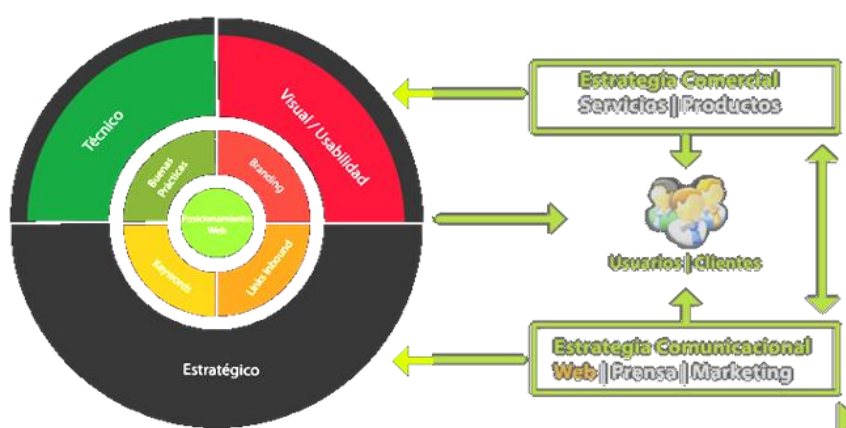 Técnico
Visual / Usabilidad
Buenas
Prácticas
Branding
Posicionamiento
Web
Keywords
Links Inbound
Estratégico
Estrategia Comercial
Servicios | Productos
Usuarios | Clientes
Estrategia Comunicacional
Web | Prensa | Marketing